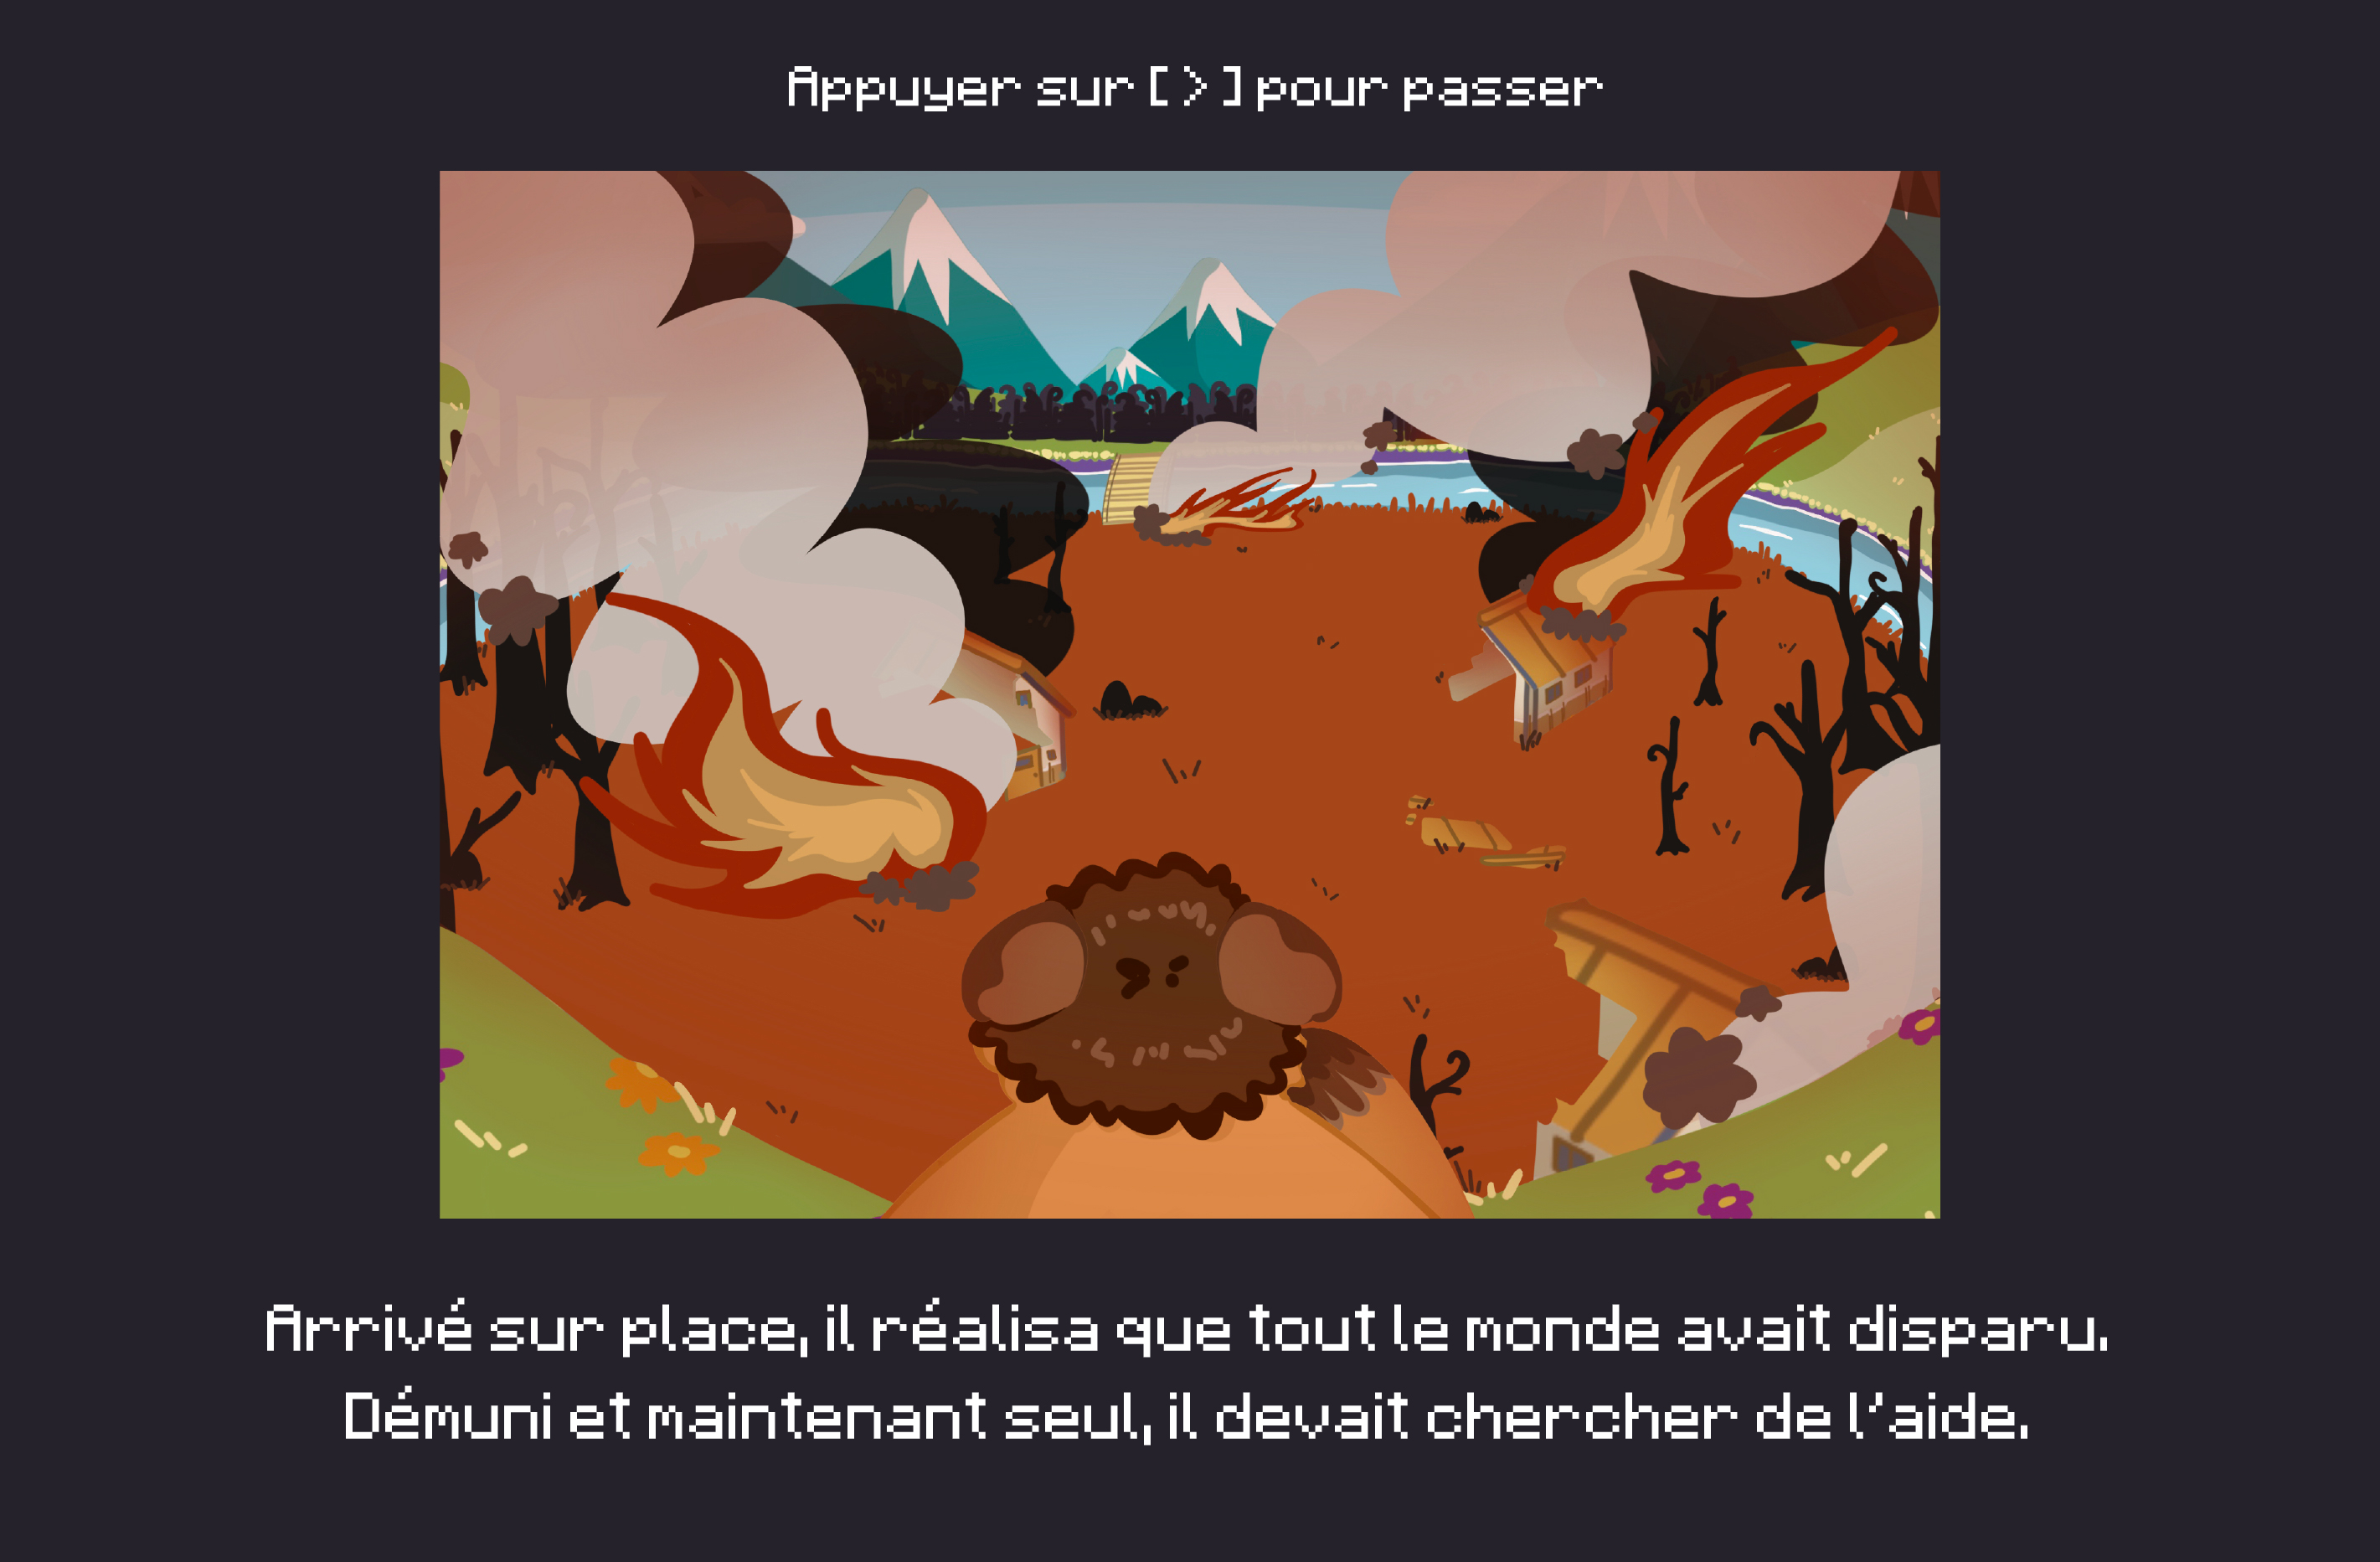 Appuyer sur [>] pour passer
Arrivé sur place, il réalisa que tout le monde avait disparu.
Démuni et maintenant seul, il devait chercher de l'aide.